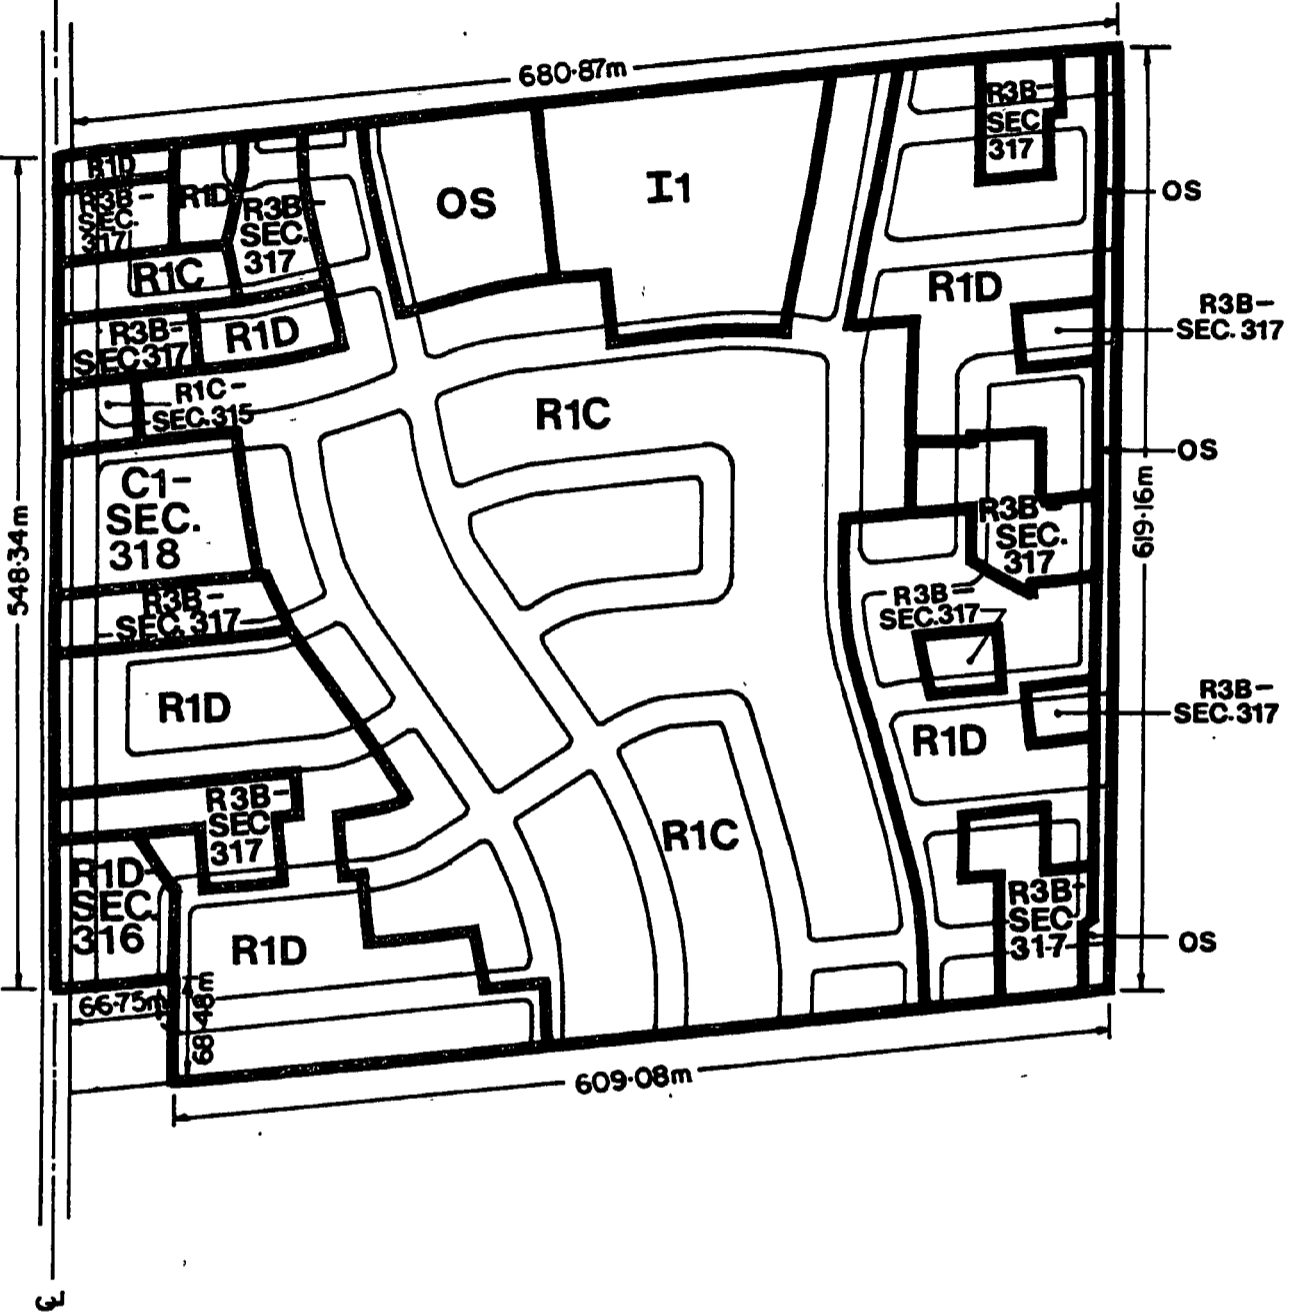 680·87m
R1D
R3B-
SEC.
317
R1D
R3B-
SEC.
317
OS
I1
R3B-
SEC
317
OS
R1C
R1D
R3B-
SEC. 317
R3B-
SEC 317
R1D
R1C-
SEC. 315
R1C
OS
C1-
SEC.
318
548·34m
619·16m
R3B-
SEC.
317
R3B-
SEC. 317
R3B-
SEC. 317
R1D
R1D
R3B-
SEC. 317
R3B-
SEC
317
R1C
R1D-
SEC.
316
R1D
R3B-
SEC
317
OS
66·75m
68·48m
609·08m